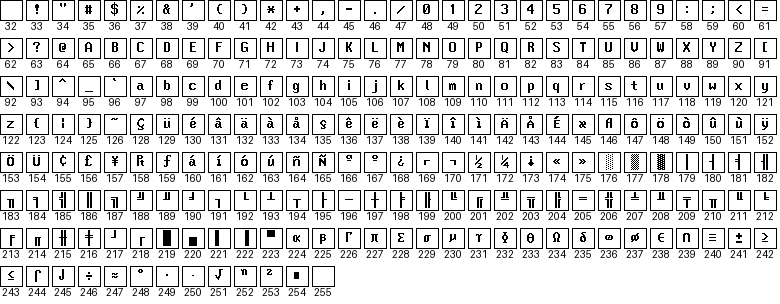 ! " # $ % & ' ( ) * + , - . / 0 1 2 3 4 5 6 7 8 9 : ; < =
32 33 34 35 36 37 38 39 40 41 42 43 44 45 46 47 48 49 50 51 52 53 54 55 56 57 58 59 60 61
> ? @ A B C D E F G H I J K L M N O P Q R S T U V W X Y Z [
62 63 64 65 66 67 68 69 70 71 72 73 74 75 76 77 78 79 80 81 82 83 84 85 86 87 88 89 90 91
\ ] ^ _ ` a b c d e f g h i j k l m n o p q r s t u v w x y
92 93 94 95 96 97 98 99 100 101 102 103 104 105 106 107 108 109 110 111 112 113 114 115 116 117 118 119 120 121
z { ¦ } ~ Ç ü é â ä à å ç ê ë è ï î ì Ä Å É æ Æ ô ö ò û ù ÿ
122 123 124 125 126 128 129 130 131 132 133 134 135 136 137 138 139 140 141 142 143 144 145 146 147 148 149 150 151 152
Ö Ü ¢ £ ¥ ₧ ƒ á í ó ú ñ Ñ ª º ¿ ⌐ ¬ ½ ¼ ¡ « » ░ ▒ ▓ │ ┤ ╡ ╢
153 154 155 156 157 158 159 160 161 162 163 164 165 166 167 168 169 170 171 172 173 174 175 176 177 178 179 180 181 182
╖ ╕ ╣ ║ ╗ ╝ ╜ ╛ ┐ └ ┴ ┬ ├ ─ ┼ ╞ ╟ ╚ ╔ ╩ ╦ ╠ ═ ╬ ╧ ╨ ╤ ╥ ╙ ╘
183 184 185 186 187 188 189 190 191 192 193 194 195 196 197 198 199 200 201 202 203 204 205 206 207 208 209 210 211 212
╒ ╓ ╫ ╪ ┘ ┌ █ ▄ ▌ ▐ ▀ α β Γ π Σ σ µ γ Φ Θ Ω δ ∞ ø ∈ ∩ ≡ ± ≥
213 214 215 216 217 218 219 220 221 222 223 224 225 226 227 228 229 230 231 232 233 234 235 236 237 238 239 240 241 242
≤ ⌠ ⌡ ÷ ≈ ° ∙ · √ ⁿ ² ■
243 244 245 246 247 248 249 250 251 252 253 254 255